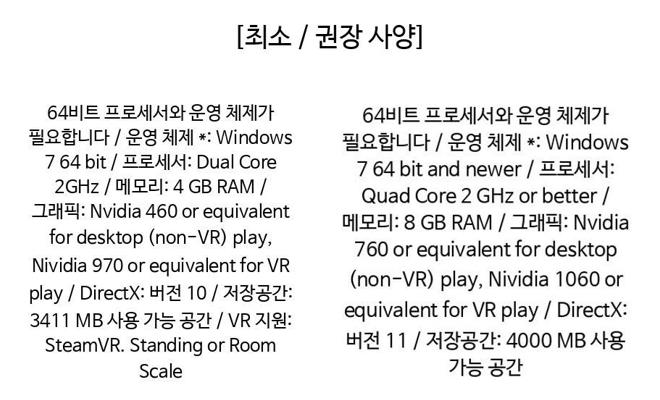 [최소 / 권장 사양]
64비트 프로세서와 운영 체제가
필요합니다 / 운영 체제 *: Windows
7 64 bit / 프로세서: Dual Core
2GHz / 메모리: 4 GB RAM /
그래픽: Nvidia 460 or equivalent
for desktop (non-VR) play,
Nividia 970 or equivalent for VR
play / DirectX: 버전 10 / 저장공간:
3411 MB 사용 가능 공간 / VR 지원:
SteamVR. Standing or Room
Scale
64비트 프로세서와 운영 체제가
필요합니다 / 운영 체제 *: Windows
7 64 bit and newer / 프로세서:
Quad Core 2 GHz or better /
메모리: 8 GB RAM / 그래픽: Nvidia
760 or equivalent for desktop
(non-VR) play, Nividia 1060 or
equivalent for VR play / DirectX:
버전 11 / 저장공간: 4000 MB 사용
가능 공간